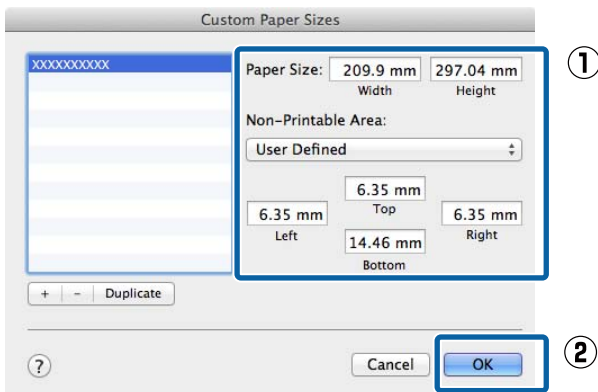 Custom Paper Sizes
XXXXXXXXXX
Paper Size: 209.9 mm 297.04 mm
Width Height
Non-Printable Area:
User Defined
6.35 mm
Top
6.35 mm 6.35 mm
Left Right
14.46 mm
Bottom
+ - Duplicate
? Cancel OK
1
2